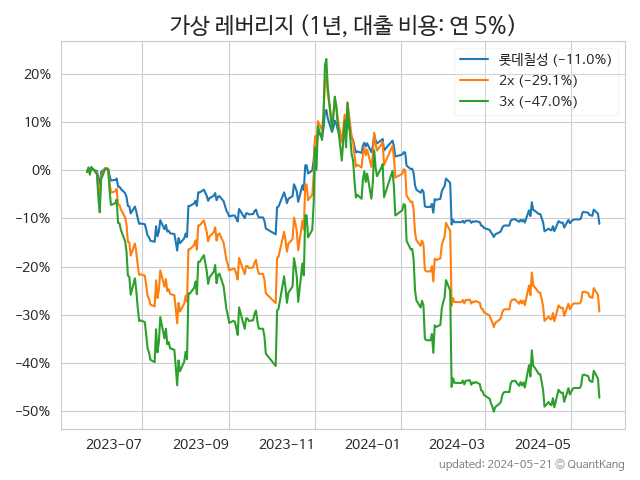 가상 레버리지 (1년, 대출 비용: 연 5%)
롯데칠성 (−11.0%)
2x (−29.1%)
3x (−47.0%)
20%
10%
0%
−10%
−20%
−30%
−40%
−50%
2023-07
2023-09
2023-11
2024-01
2024-03
2024-05
updated: 2024-05-21 © QuantKang